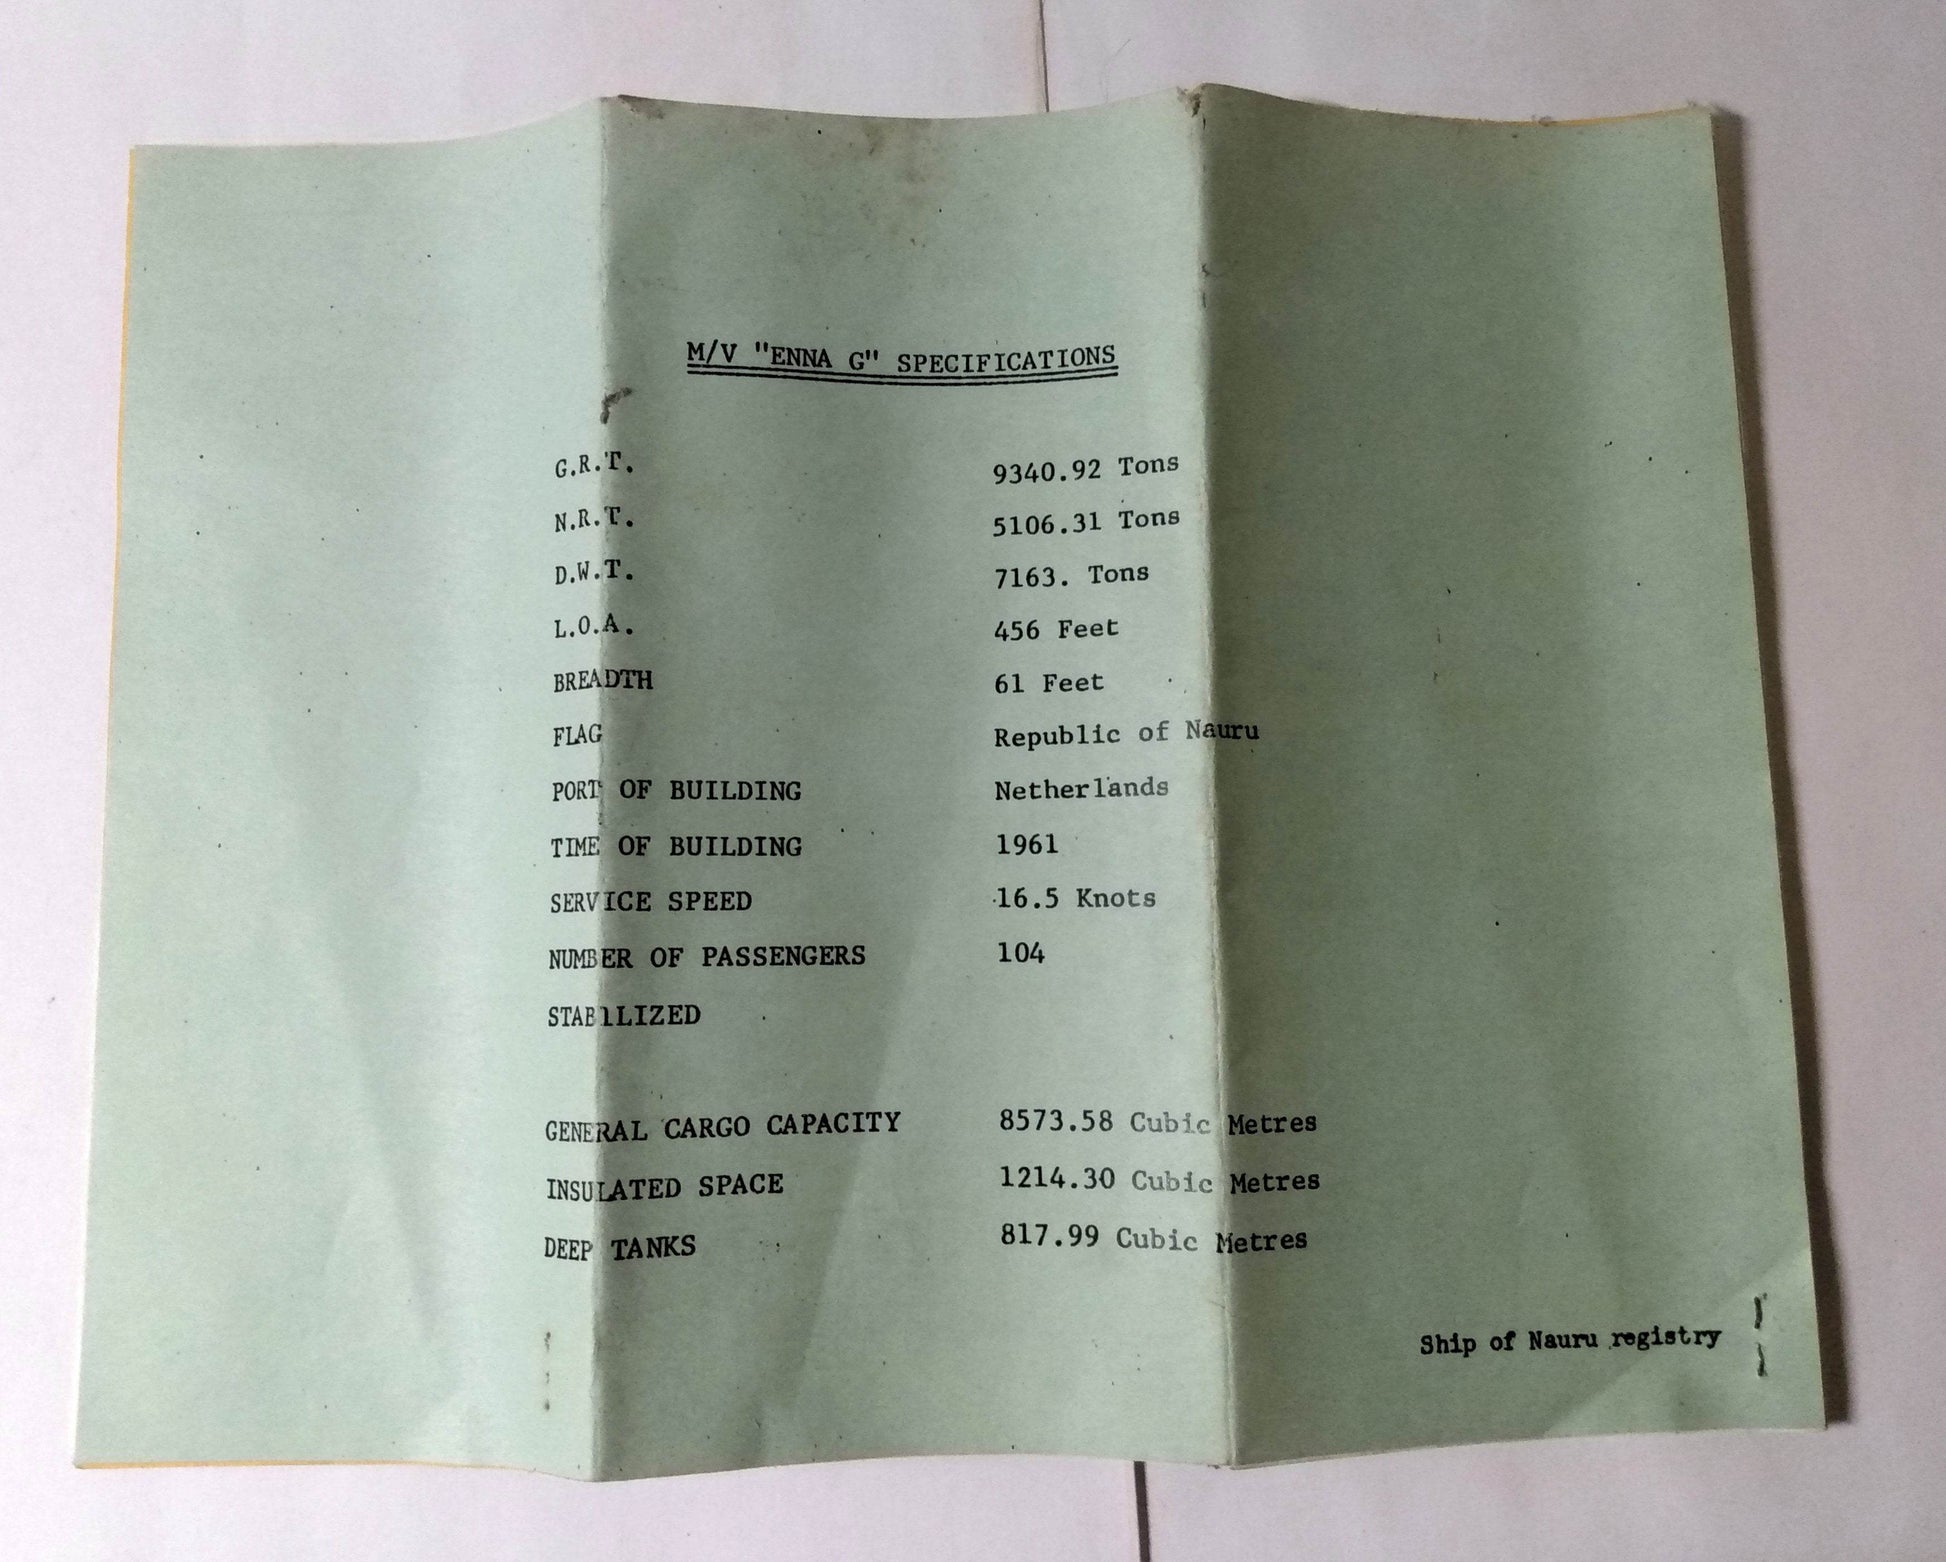 M/V "ENNA G" SPECIFICATIONS
G.R.T. 9340.92 Tons
N.R.T. 5106.31 Tons
D.W.T. 7163. Tons
L.O.A. 456 Feet
BREADTH 61 Feet
FLAG Republic of Nauru
PORT OF BUILDING Netherlands
TIME OF BUILDING 1961
SERVICE SPEED 16.5 Knots
NUMBER OF PASSENGERS 104
STABILIZED
GENERAL CARGO CAPACITY 8573.58 Cubic Metres
INSULATED SPACE 1214.30 Cubic Metres
DEEP TANKS 817.99 Cubic Metres
Ship of Nauru registry